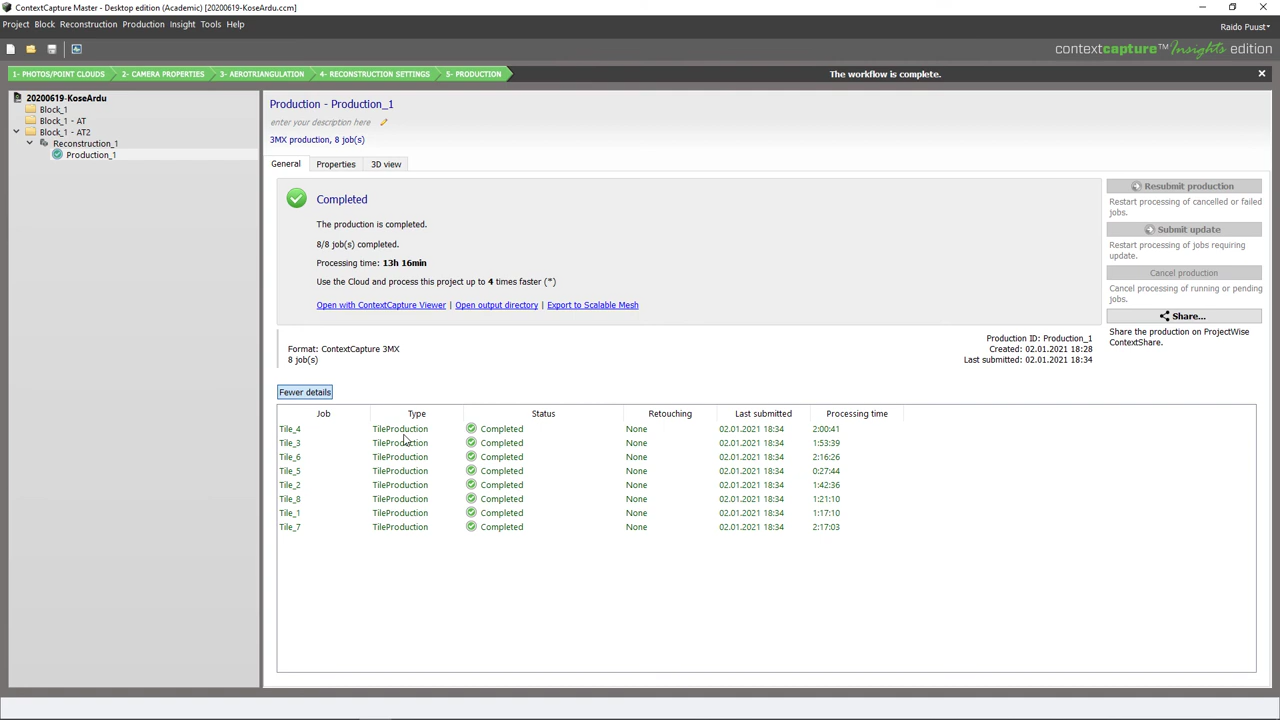 ContextCapture Master - Desktop edition (Academic) [20200619-KoseArdu.ccm]
Project Block Reconstruction Production Insight Tools Help
Raido Puust
contextcapture™ Insights edition
1- PHOTOS/POINT CLOUDS 2- CAMERA PROPERTIES 3- AEROTRIANGULATION 4- RECONSTRUCTION SETTINGS 5- PRODUCTION The workflow is complete.
20200619-KoseArdu
Block_1
Block_1 - AT
Block_1 - AT2
Reconstruction_1
Production_1
Production - Production_1
enter your description here
3MX production, 8 job(s)
General Properties 3D view
Completed
The production is completed.
8/8 job(s) completed.
Processing time: 13h 16min
Use the Cloud and process this project up to 4 times faster (*)
Open with ContextCapture Viewer | Open output directory | Export to Scalable Mesh
Resubmit production
Restart processing of cancelled or failed
jobs.
Submit update
Restart processing of jobs requiring
update.
Cancel production
Cancel processing of running or pending
jobs.
Share...
Share the production on ProjectWise
ContextShare.
Format: ContextCapture 3MX
8 job(s)
Production ID: Production_1
Created: 02.01.2021 18:28
Last submitted: 02.01.2021 18:34
Fewer details
Job Type Status Retouching Last submitted Processing time
Tile_4 TileProduction Completed None 02.01.2021 18:34 2:00:41
Tile_3 TileProduction Completed None 02.01.2021 18:34 1:53:39
Tile_6 TileProduction Completed None 02.01.2021 18:34 2:16:26
Tile_5 TileProduction Completed None 02.01.2021 18:34 0:27:44
Tile_2 TileProduction Completed None 02.01.2021 18:34 1:42:36
Tile_8 TileProduction Completed None 02.01.2021 18:34 1:21:10
Tile_1 TileProduction Completed None 02.01.2021 18:34 1:17:10
Tile_7 TileProduction Completed None 02.01.2021 18:34 2:17:03